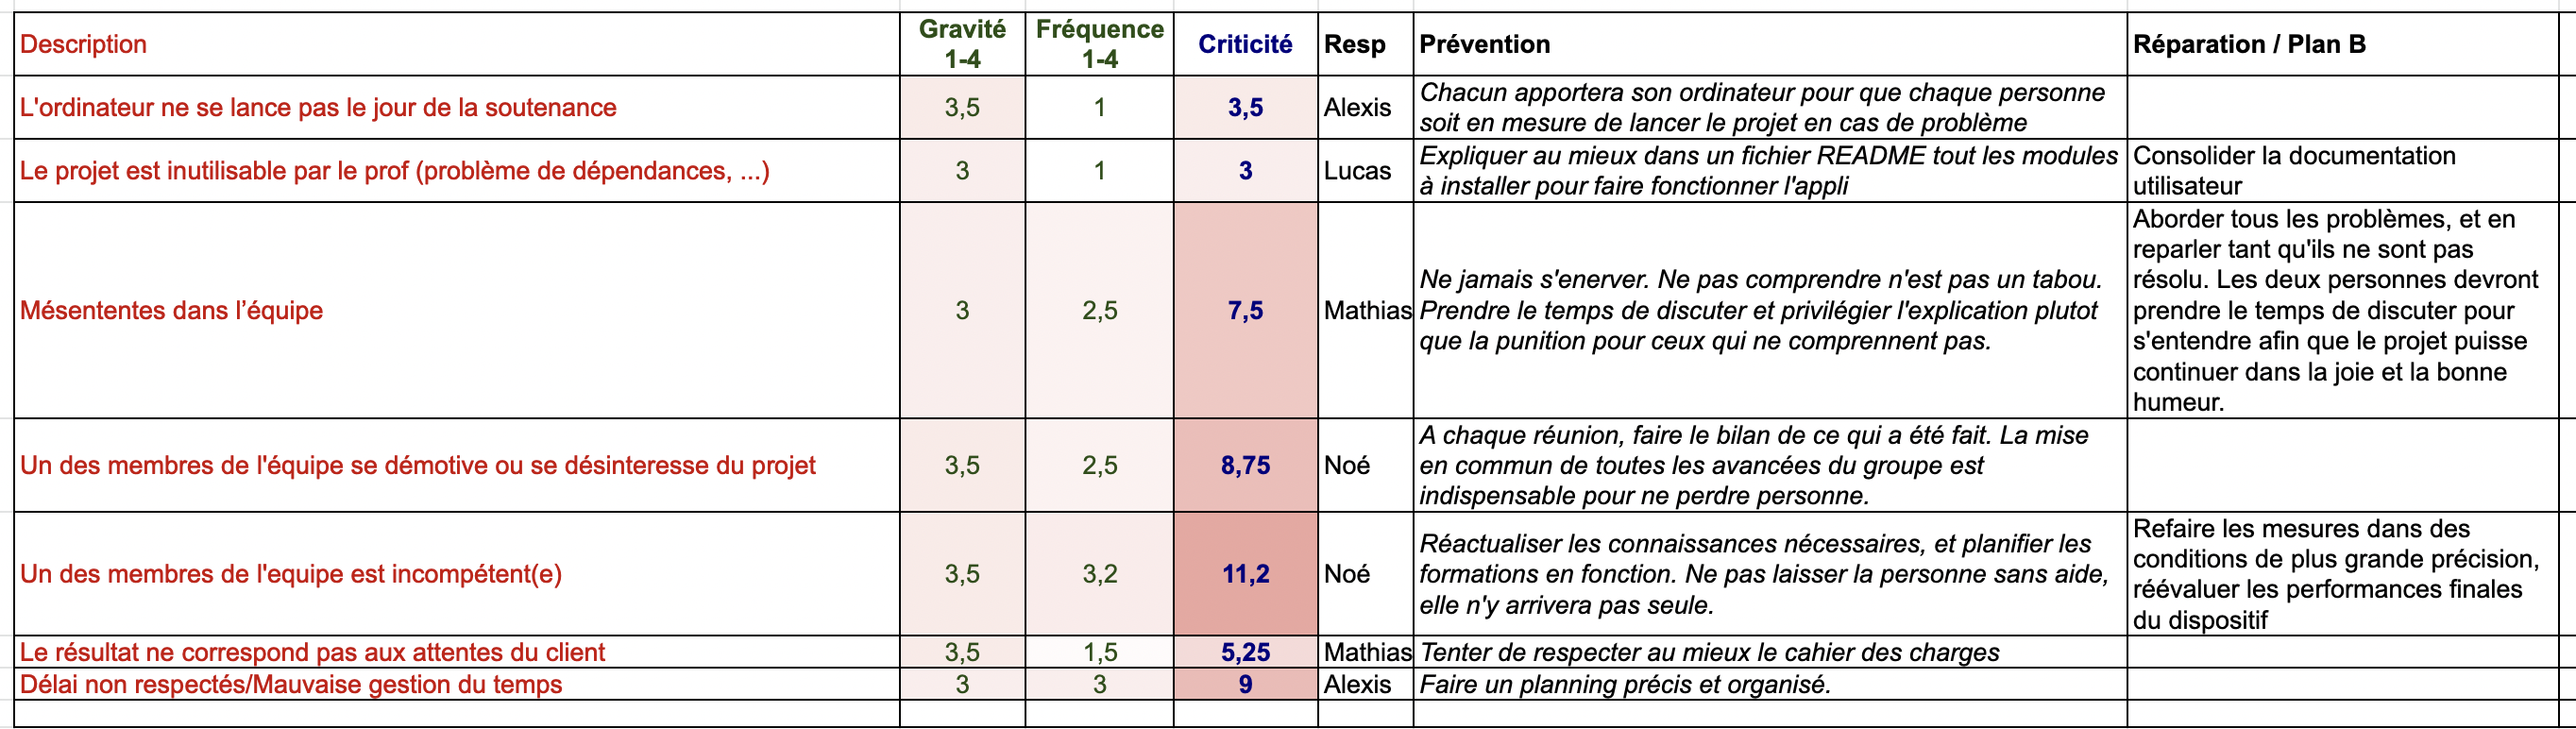 Description Gravité 1-4 Fréquence 1-4 Criticité Resp Prévention Réparation / Plan B
L'ordinateur ne se lance pas le jour de la soutenance 3,5 1 3,5 Alexis Chacun apportera son ordinateur pour que chaque personne
soit en mesure de lancer le projet en cas de problème
Le projet est inutilisable par le prof (problème de dépendances, ...) 3 1 3 Lucas Expliquer au mieux dans un fichier README tout les modules
à installer pour faire fonctionner l'appli
Consolider la documentation
utilisateur
Mésententes dans l’équipe 3 2,5 7,5 Mathias Ne jamais s'enerver. Ne pas comprendre n'est pas un tabou.
Prendre le temps de discuter et privilégier l'explication plutot
que la punition pour ceux qui ne comprennent pas.
Aborder tous les problèmes, et en
reparler tant qu'ils ne sont pas
résolu. Les deux personnes devront
prendre le temps de discuter pour
s'entendre afin que le projet puisse
continuer dans la joie et la bonne
humeur.
Un des membres de l'équipe se démotive ou se désinteresse du projet 3,5 2,5 8,75 Noé A chaque réunion, faire le bilan de ce qui a été fait. La mise
en commun de toutes les avancées du groupe est
indispensable pour ne perdre personne.
Un des membres de l'equipe est incompétent(e) 3,5 3,2 11,2 Noé Réactualiser les connaissances nécessaires, et planifier les
formations en fonction. Ne pas laisser la personne sans aide,
elle n'y arrivera pas seule.
Refaire les mesures dans des
conditions de plus grande précision,
réévaluer les performances finales
du dispositif
Le résultat ne correspond pas aux attentes du client 3,5 1,5 5,25 Mathias Tenter de respecter au mieux le cahier des charges
Délai non respectés/Mauvaise gestion du temps 3 3 9 Alexis Faire un planning précis et organisé.